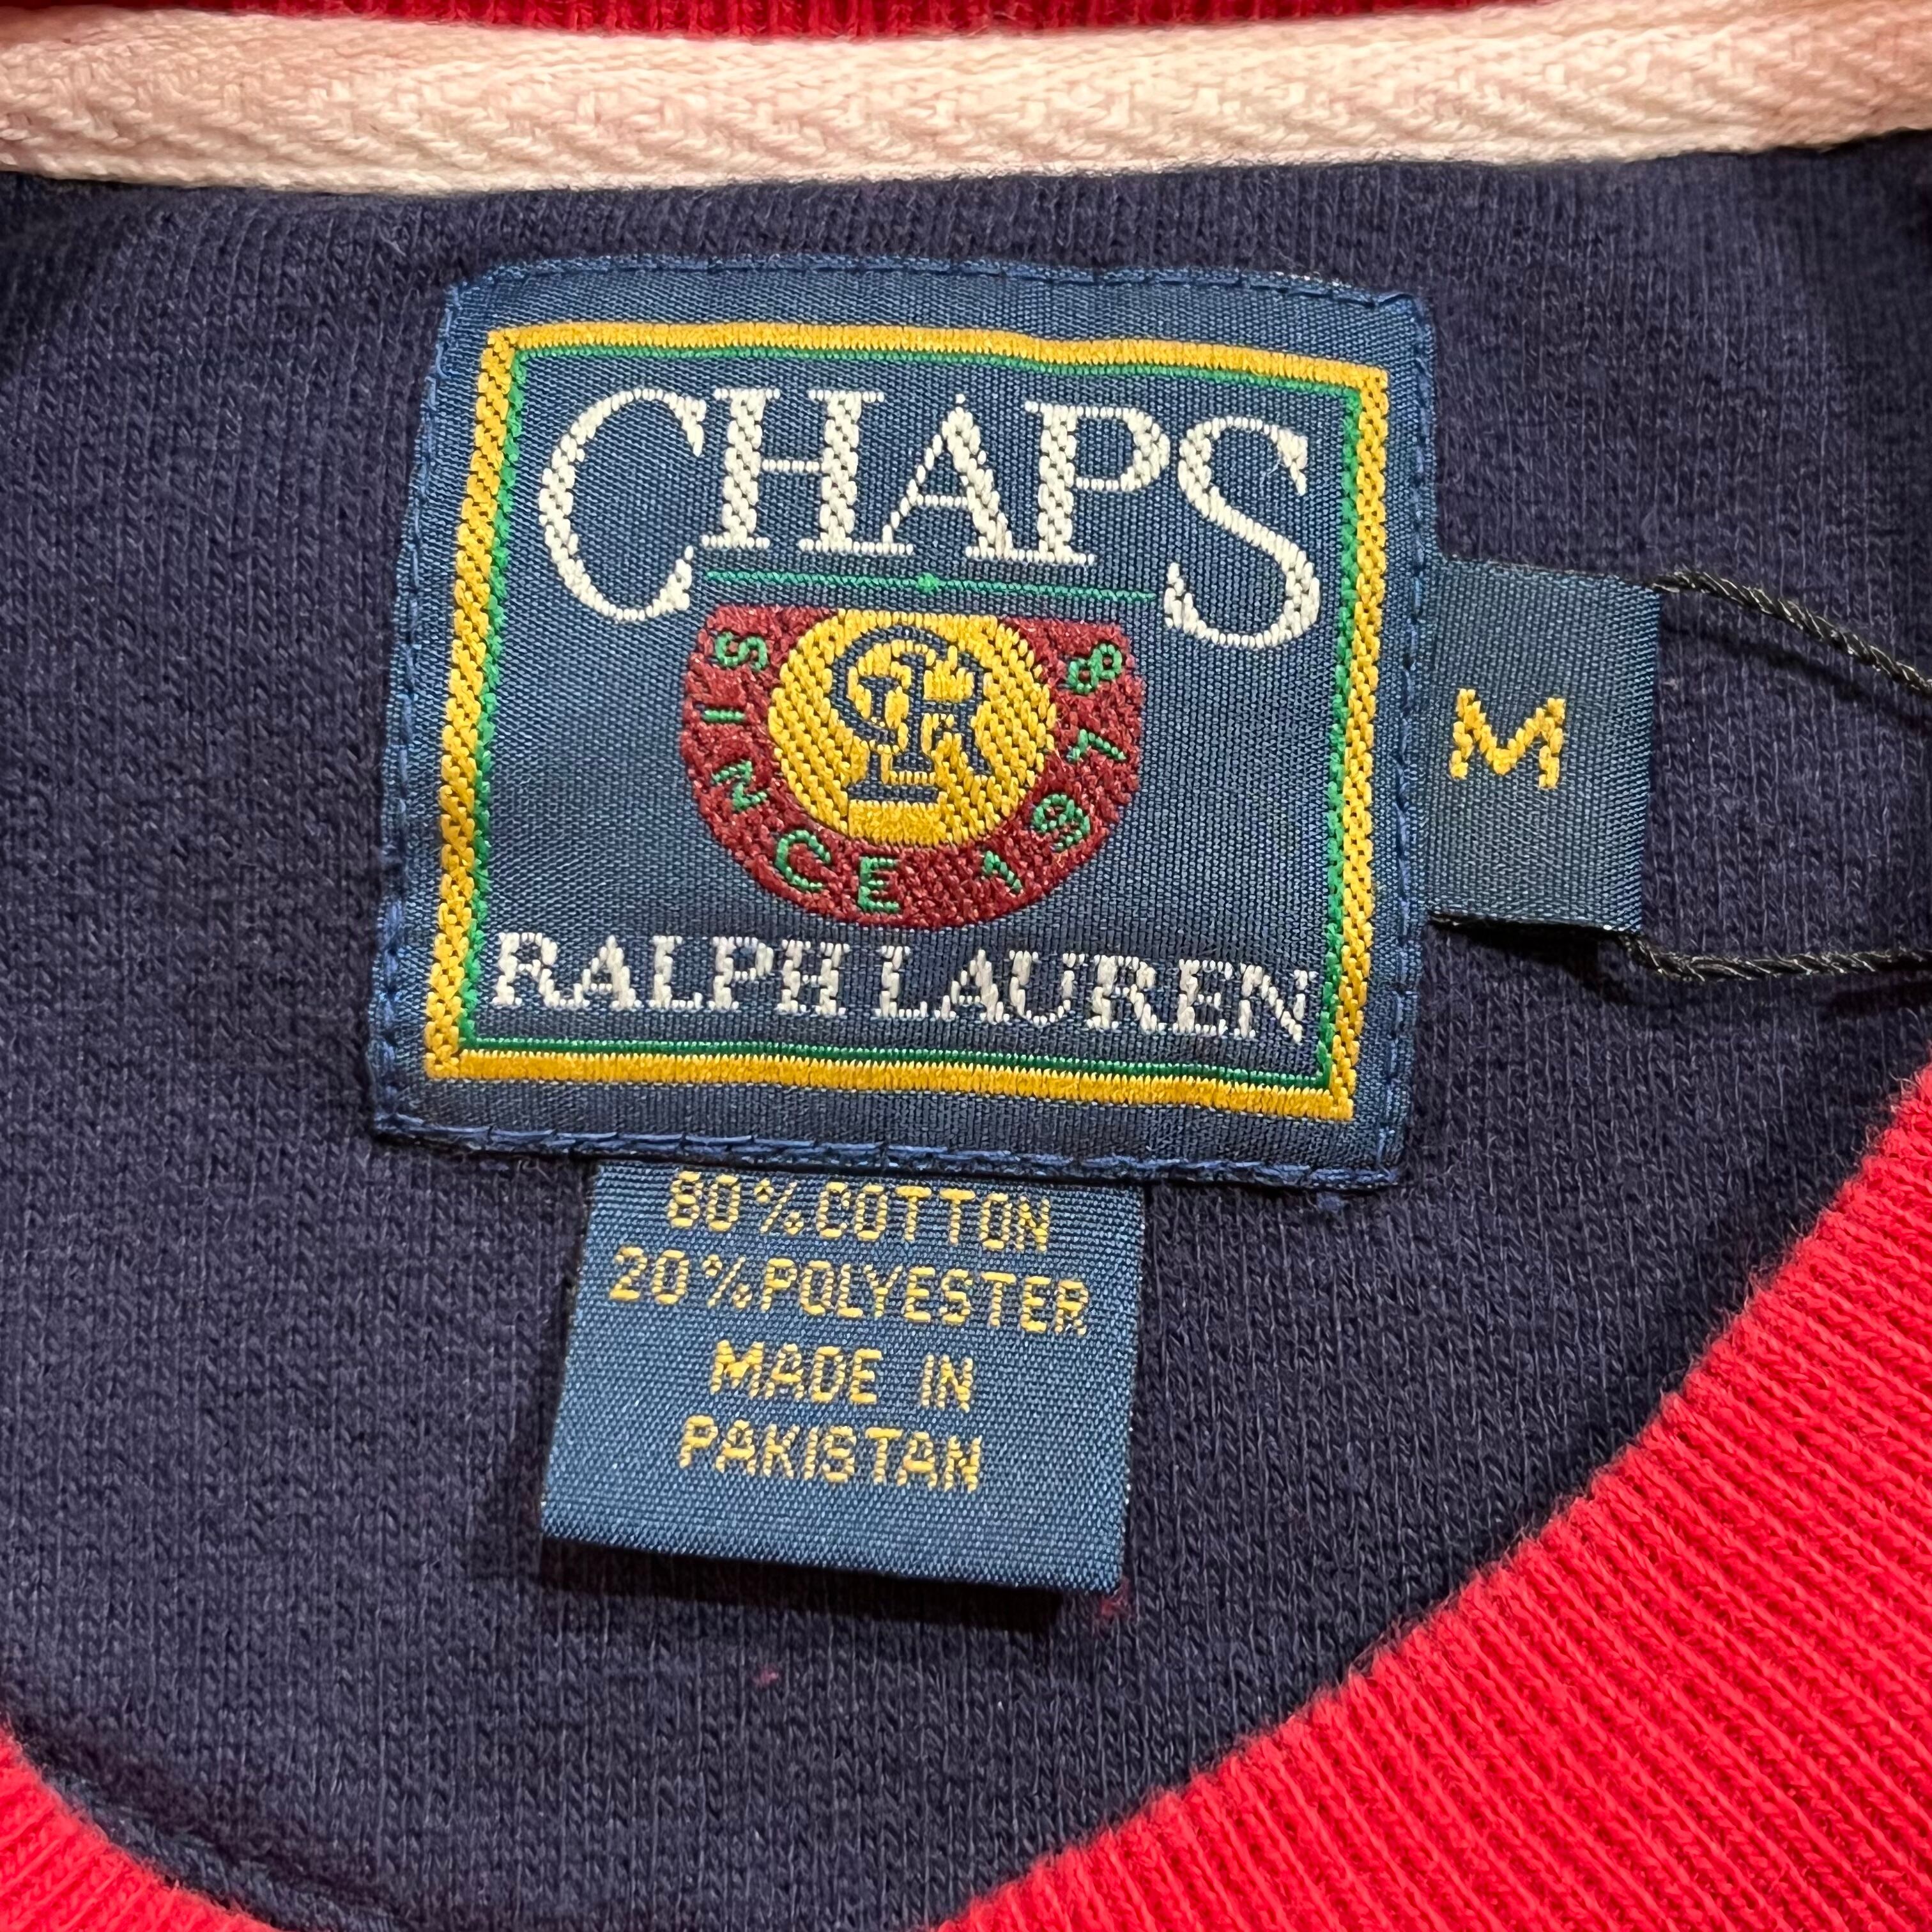 CHAPS
SINCE 1978
RALPH LAUREN
M
80% COTTON
20% POLYESTER
MADE IN
PAKISTAN